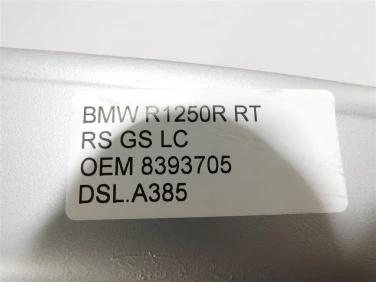 BMW R1250R RT
RS GS LC
OEM 8393705
DSL.A385